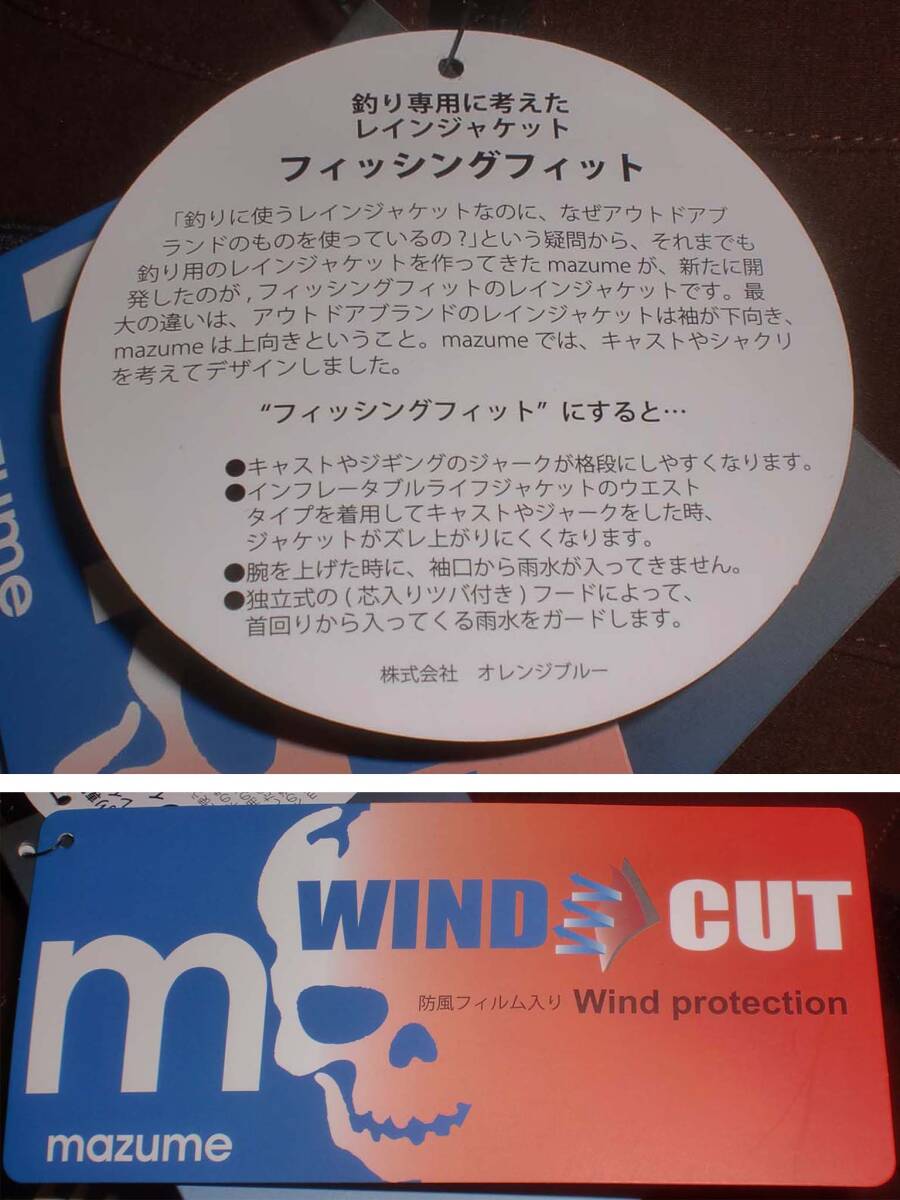 釣り専用に考えた
レインジャケット
フィッシングフィット
「釣りに使うレインジャケットなのに、なぜアウトドアブ
ランドのものを使っているの?」という疑問から、それまでも
釣り用のレインジャケットを作ってきたmazumeが、新たに開
発したのが,フィッシングフィットのレインジャケットです。最
大の違いは、アウトドアブランドのレインジャケットは袖が下向き、
mazumeは上向きということ。mazumeでは、キャストやシャクリ
を考えてデザインしました。
“フィッシングフィット”にすると…
●キャストやジギングのジャークが格段にしやすくなります。
●インフレータブルライフジャケットのウエスト
タイプを着用してキャストやジャークをした時、
ジャケットがズレ上がりにくくなります。
●腕を上げた時に、袖口から雨水が入ってきません。
●独立式の(芯入りツバ付き)フードによって、
首回りから入ってくる雨水をガードします。
株式会社 オレンジブルー
zume
WIND CUT
防風フィルム入り Wind protection
m
mazume